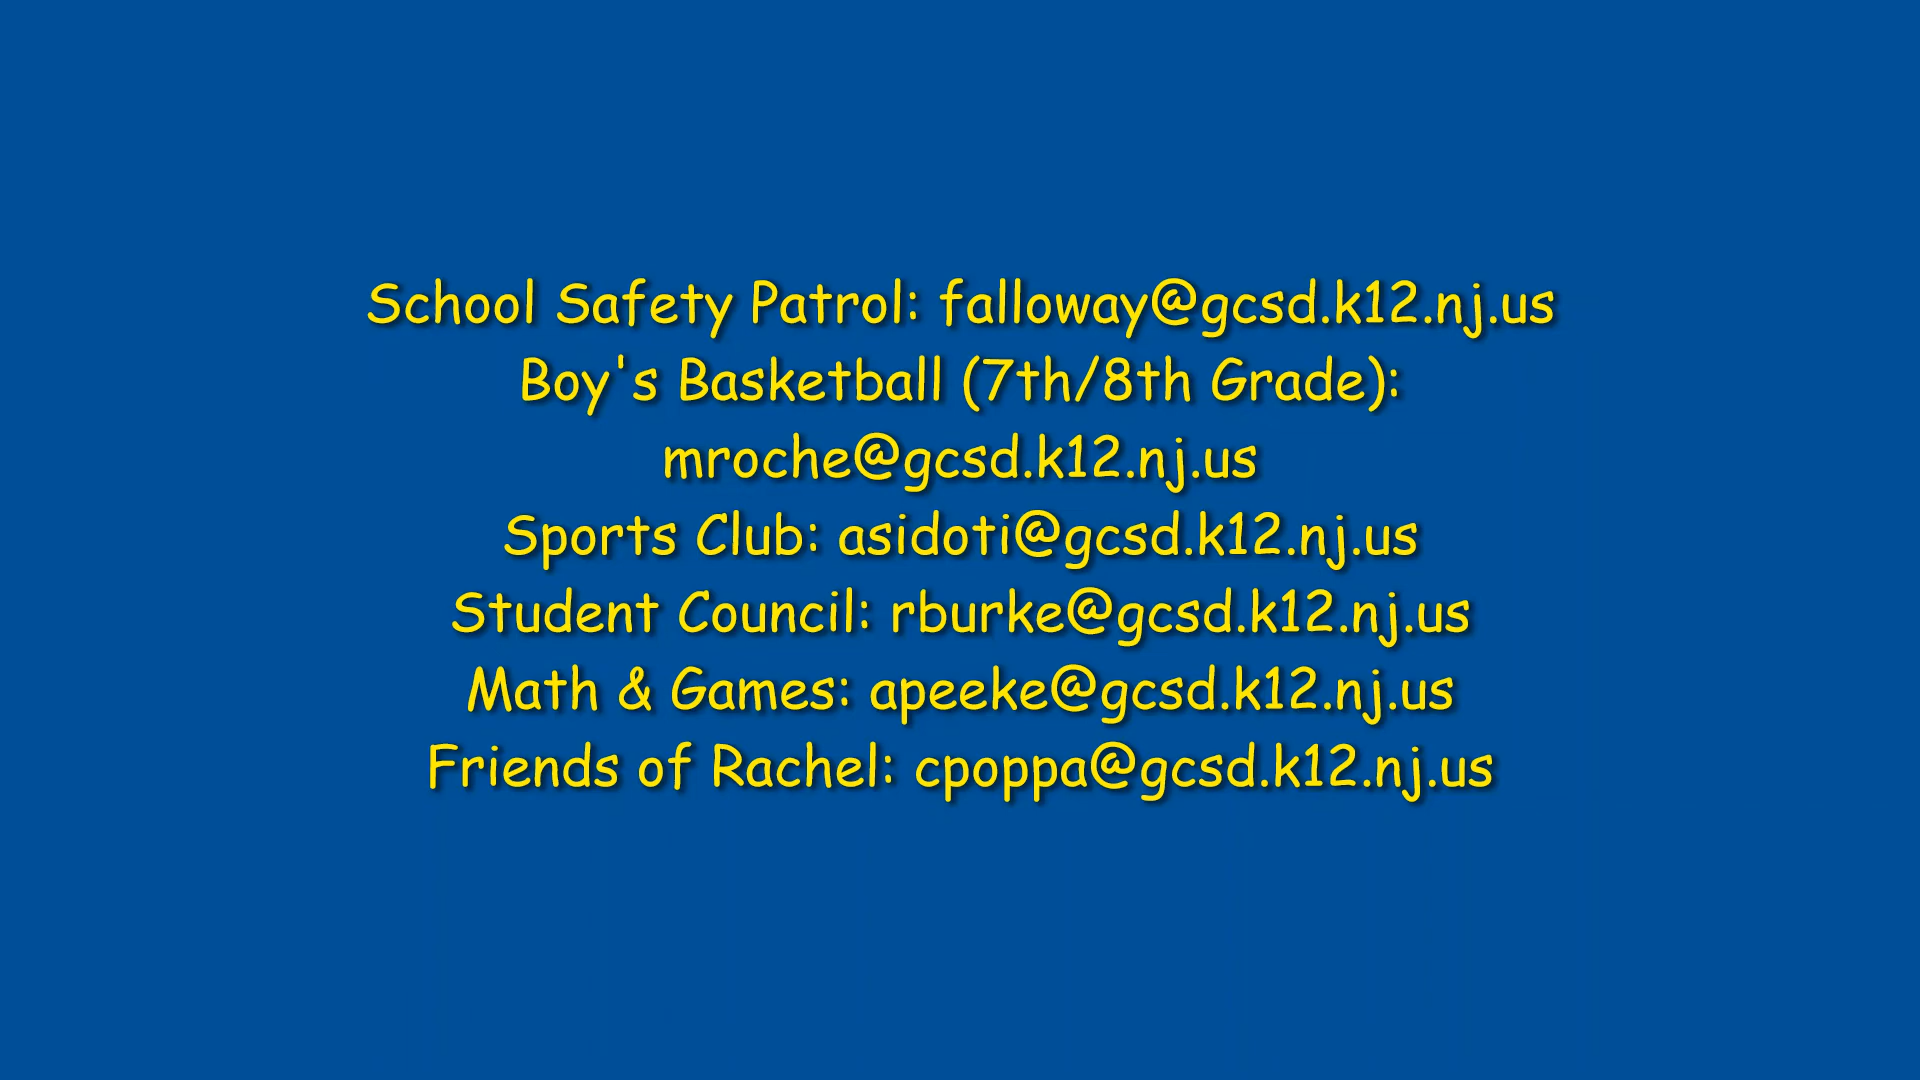 School Safety Patrol: falloway@gcsd.k12.nj.us
Boy's Basketball (7th/8th Grade):
mroche@gcsd.k12.nj.us
Sports Club: asidoti@gcsd.k12.nj.us
Student Council: rburke@gcsd.k12.nj.us
Math & Games: apeeke@gcsd.k12.nj.us
Friends of Rachel: cpoppa@gcsd.k12.nj.us